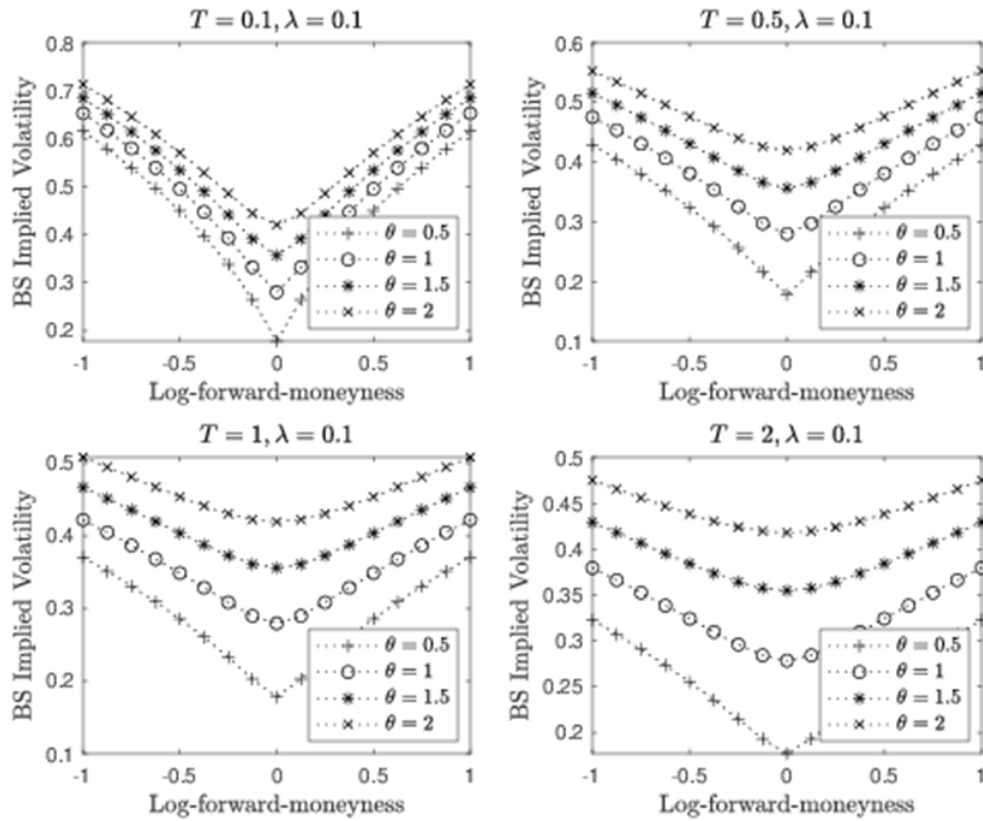 T = 0.1, λ = 0.1
0.8
0.7
0.6
0.5
0.4
0.3
0.2
BS Implied Volatility
-1 -0.5 0 0.5 1
Log-forward-moneyness
θ = 0.5
θ = 1
θ = 1.5
θ = 2
T = 0.5, λ = 0.1
0.6
0.5
0.4
0.3
0.2
0.1
BS Implied Volatility
-1 -0.5 0 0.5 1
Log-forward-moneyness
θ = 0.5
θ = 1
θ = 1.5
θ = 2
T = 1, λ = 0.1
0.5
0.4
0.3
0.2
0.1
BS Implied Volatility
-1 -0.5 0 0.5 1
Log-forward-moneyness
θ = 0.5
θ = 1
θ = 1.5
θ = 2
T = 2, λ = 0.1
0.5
0.45
0.4
0.35
0.3
0.25
0.2
BS Implied Volatility
-1 -0.5 0 0.5 1
Log-forward-moneyness
θ = 0.5
θ = 1
θ = 1.5
θ = 2